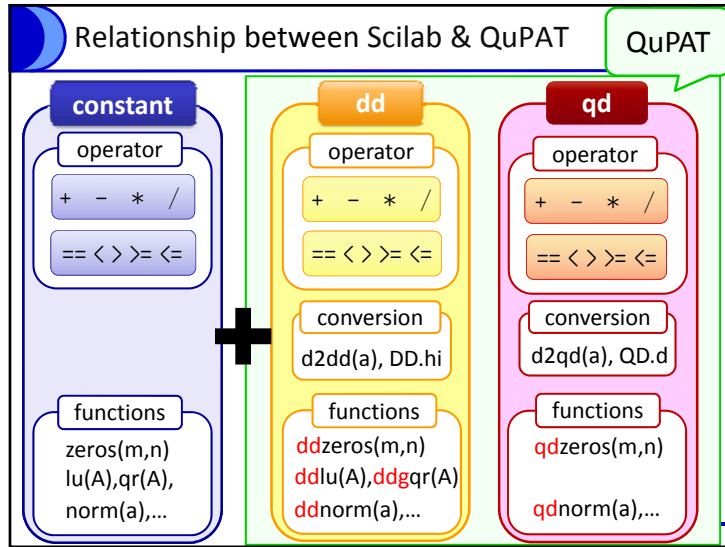 Relationship between Scilab & QuPAT
QuPAT
constant
operator
+ − * /
== < > >= <=
functions
zeros(m,n)
lu(A),qr(A),
norm(a),...
+
dd
operator
+ − * /
== < > >= <=
conversion
d2dd(a), DD.hi
functions
ddzeros(m,n)
ddlu(A),ddgqr(A)
ddnorm(a),...
qd
operator
+ − * /
== < > >= <=
conversion
d2qd(a), QD.d
functions
qdzeros(m,n)
qdnorm(a),...